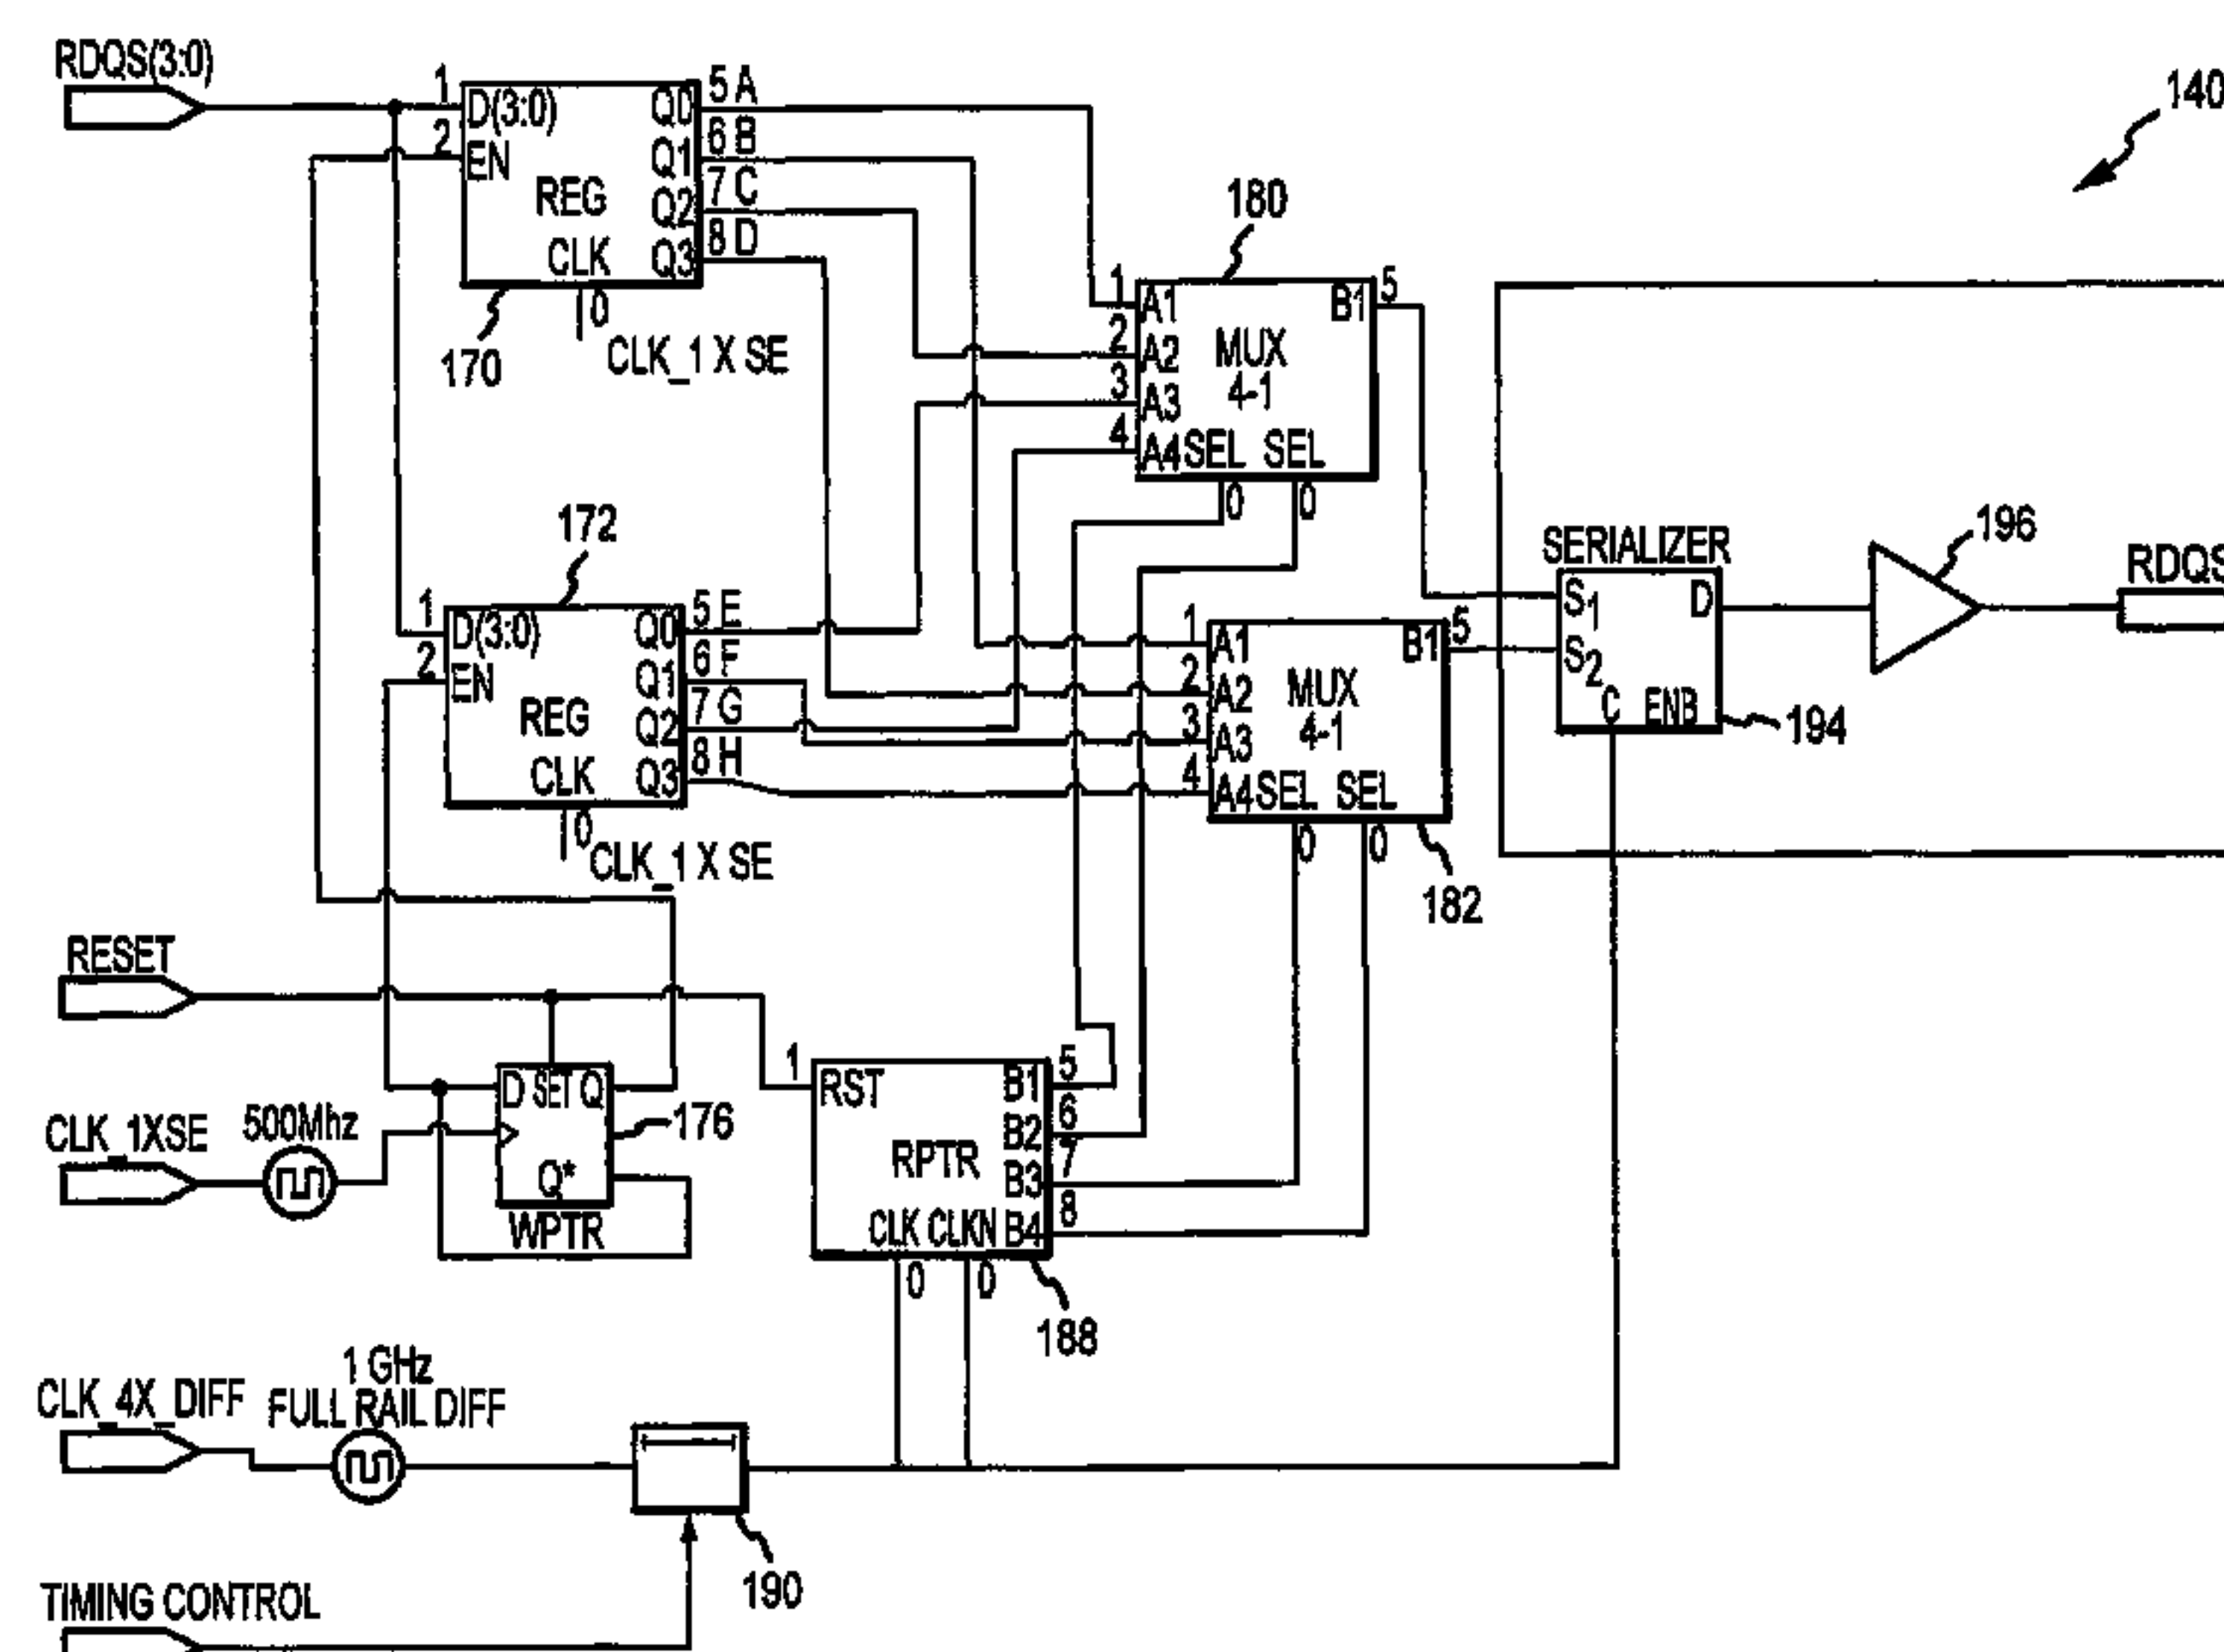 RDQS(3:0)
1
D(3:0)
2
EN
REG
CLK
Q0
Q1
Q2
Q3
5 A
6 B
7 C
8 D
0
CLK_1 X SE
170
140
180
1
A1
2
A2
3
A3
4
A4
SEL SEL
MUX
4-1
B1
5
0
0
172
1
D(3:0)
2
EN
REG
CLK
Q0
Q1
Q2
Q3
5 E
6 F
7 G
8 H
0
CLK_1 X SE
1
A1
2
A2
3
A3
4
A4
SEL SEL
MUX
4-1
B1
5
0
0
182
SERIALIZER
S1
S2
C
ENB
D
194
196
RDQS
RESET
CLK_1XSE
500Mhz
D SET Q
Q*
WPTR
176
1
RST
RPTR
CLK CLKN
B1
B2
B3
B4
5
6
7
8
0
0
188
CLK_4X_DIFF
1 GHz
FULL RAIL DIFF
190
TIMING CONTROL